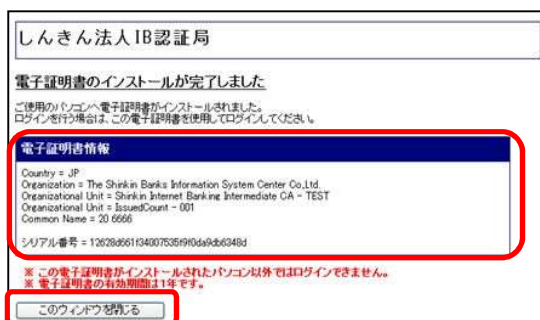 しんきん法人IB認証局
電子証明書のインストールが完了しました
ご使用のパソコンへ電子証明書がインストールされました。
ログインを行う場合は、この電子証明書を使用してログインしてください。
電子証明書情報
Country = JP
Organization = The Shinkin Banks Information System Center Co.,Ltd.
Organizational Unit = Shinkin Internet Banking Intermediate CA - TEST
Organizational Unit = IssuedCount - 001
Common Name = 20 6666
シリアル番号 = 12628d661f34007535f9f0da9db6348d
※ この電子証明書がインストールされたパソコン以外ではログインできません。
※ 電子証明書の有効期間は1年です。
このウィンドウを閉じる